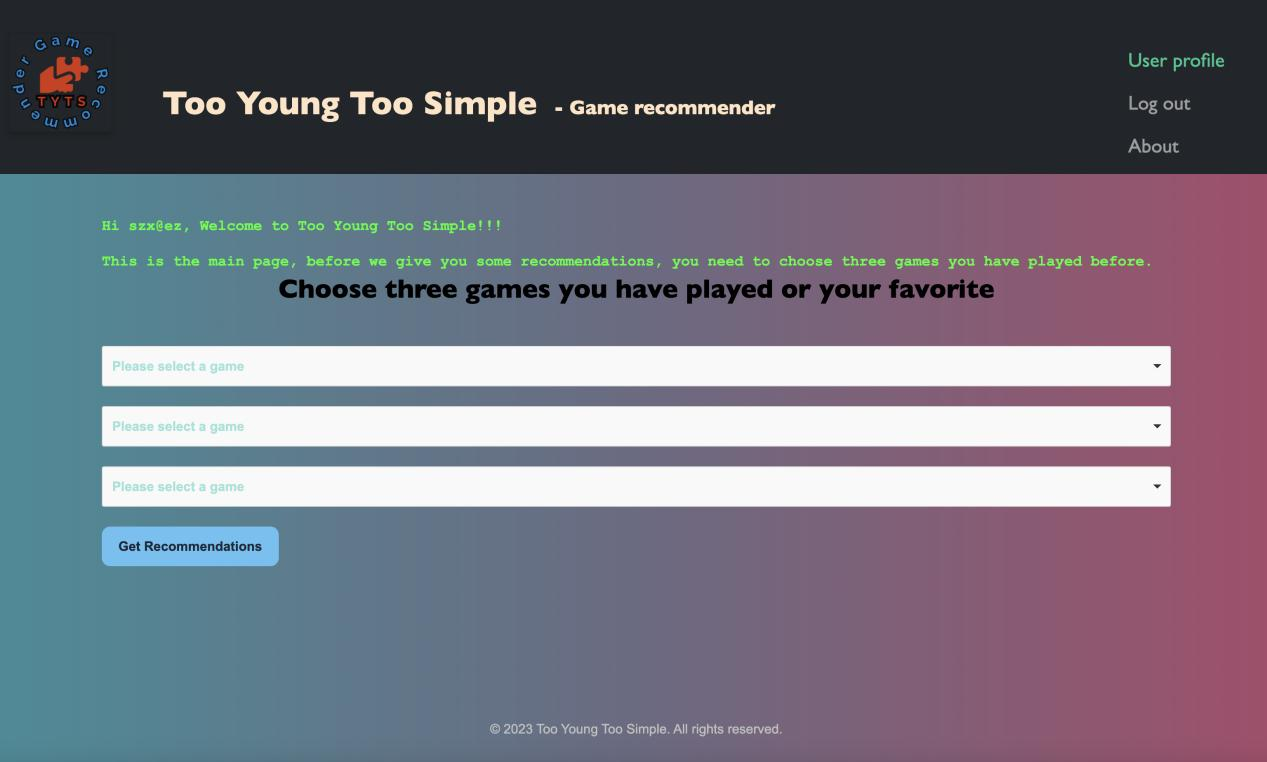 Game Recommender
TYTS
Too Young Too Simple - Game recommender
User profile
Log out
About
Hi szx@ez, Welcome to Too Young Too Simple!!!
This is the main page, before we give you some recommendations, you need to choose three games you have played before.
Choose three games you have played or your favorite
Please select a game
Please select a game
Please select a game
Get Recommendations
© 2023 Too Young Too Simple. All rights reserved.